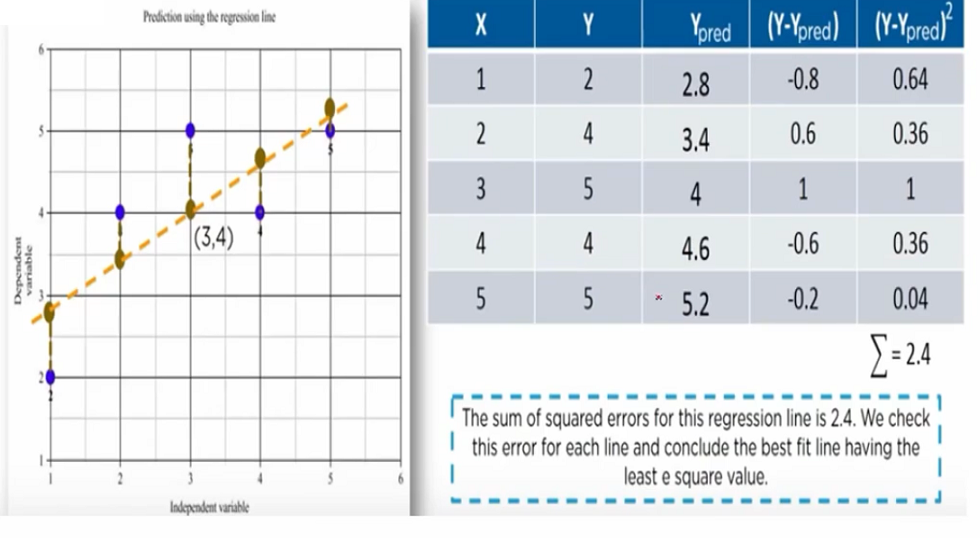 Prediction using the regression line
6
5
4
3
2
1
Dependent
variable
5
4
(3,4)
2
1 2 3 4 5 6
Independent variable
X Y Ypred (Y-Ypred) (Y-Ypred)²
1 2 2.8 -0.8 0.64
2 4 3.4 0.6 0.36
3 5 4 1 1
4 4 4.6 -0.6 0.36
5 5 5.2 -0.2 0.04
∑ = 2.4
The sum of squared errors for this regression line is 2.4. We check
this error for each line and conclude the best fit line having the
least e square value.